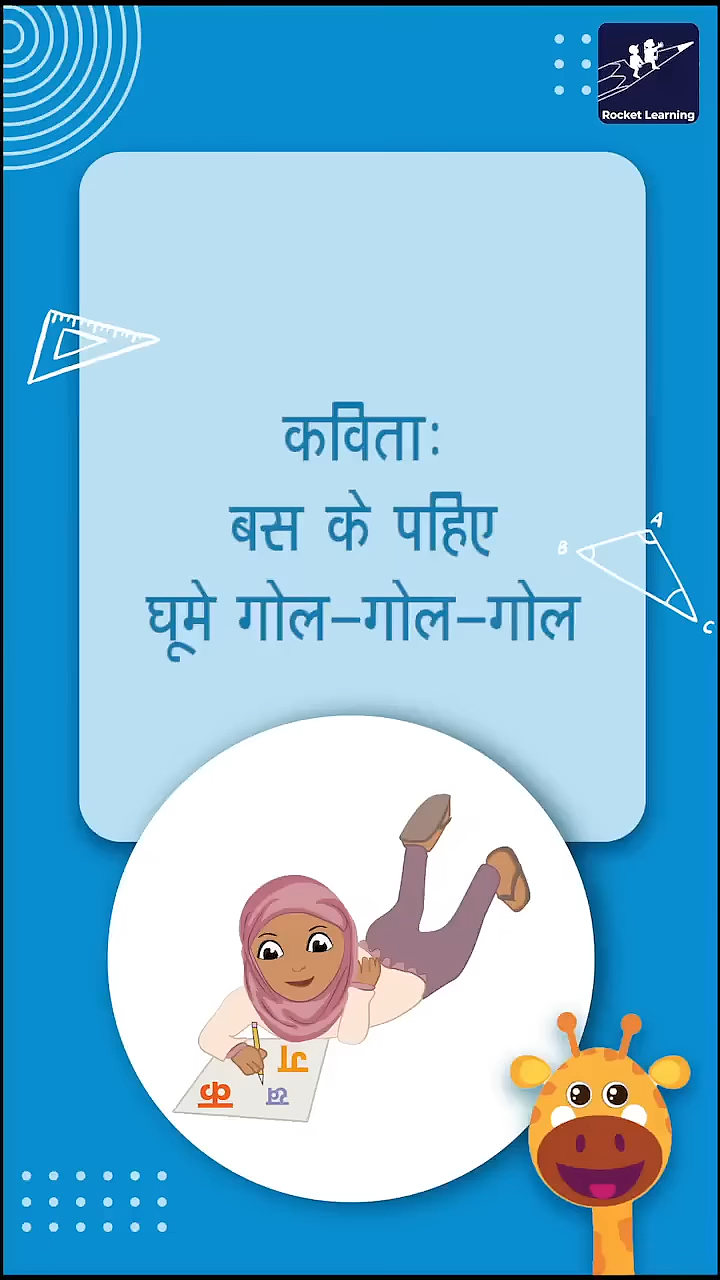 Rocket Learning
कविता:
बस के पहिए
घूमे गोल-गोल-गोल
A
B
C
क